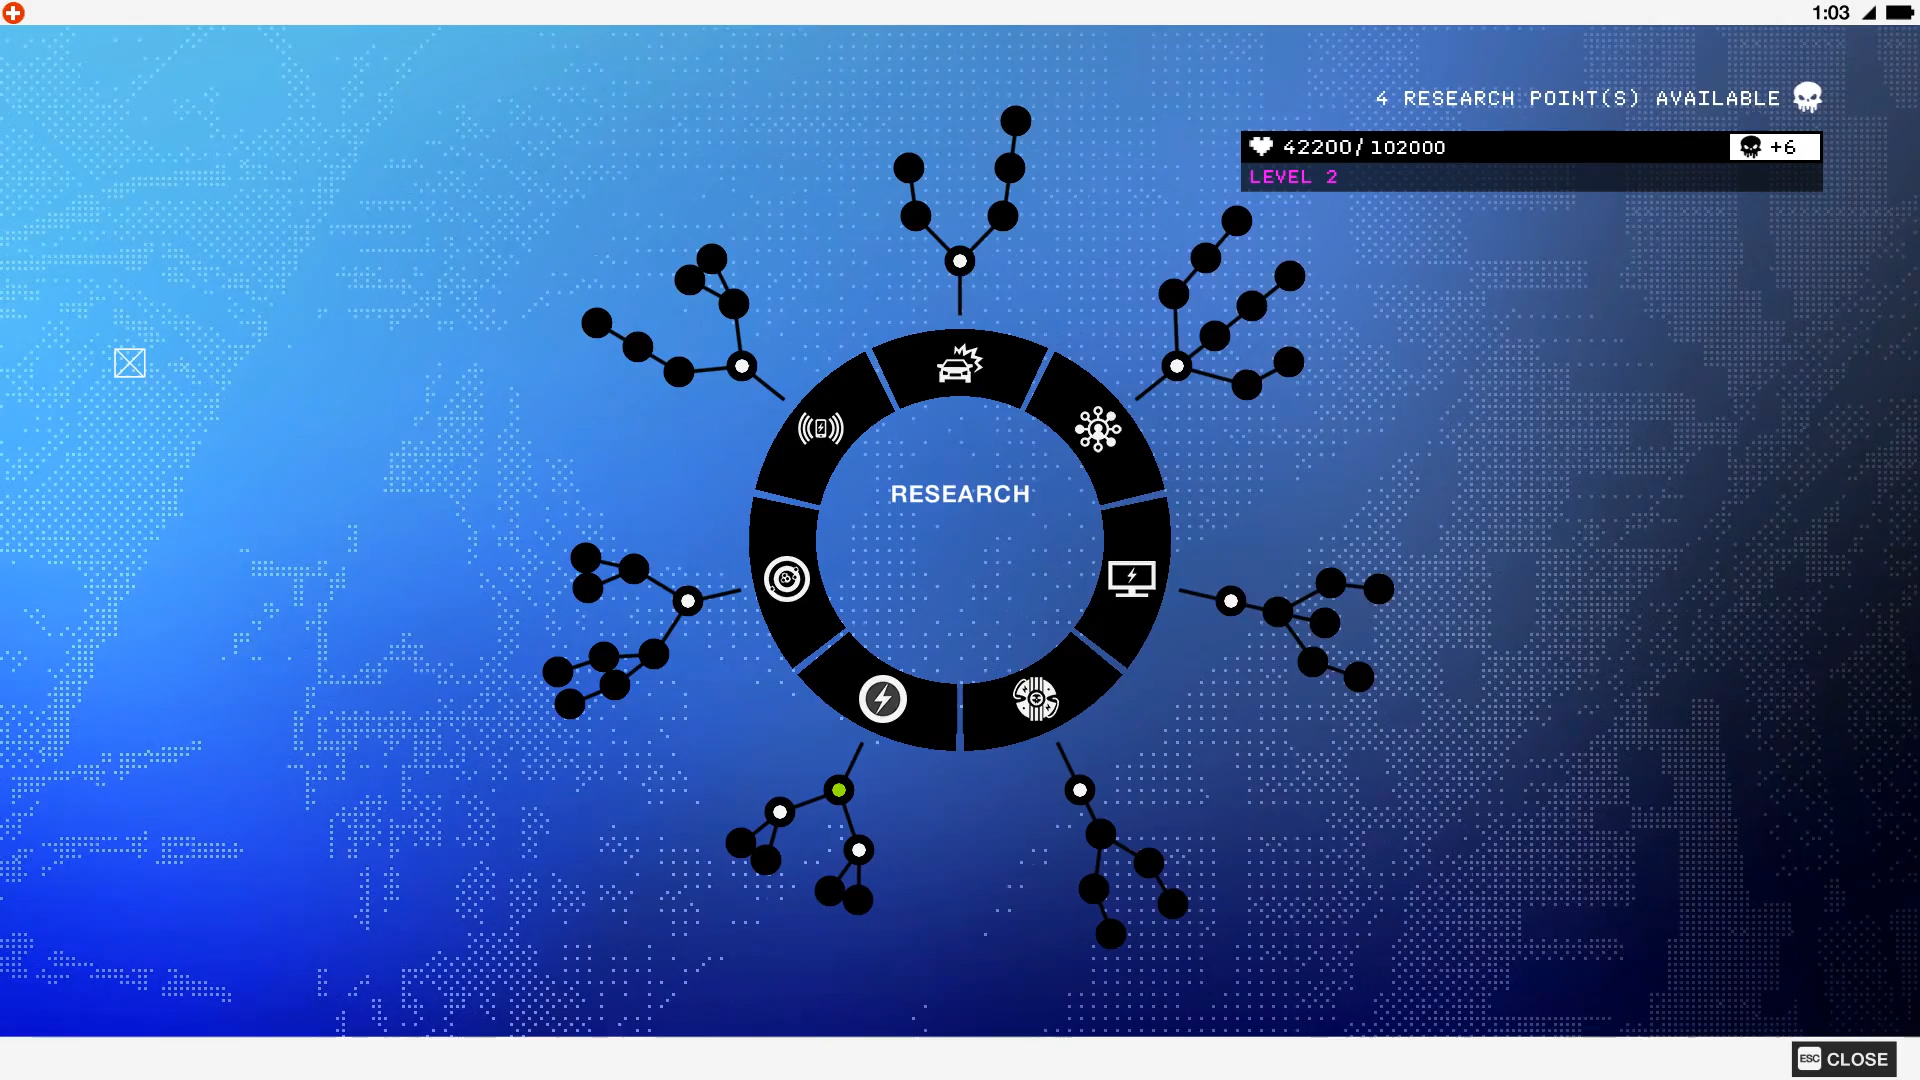 1:03
4 RESEARCH POINT(S) AVAILABLE
42200/102000
+6
LEVEL 2
RESEARCH
ESC CLOSE